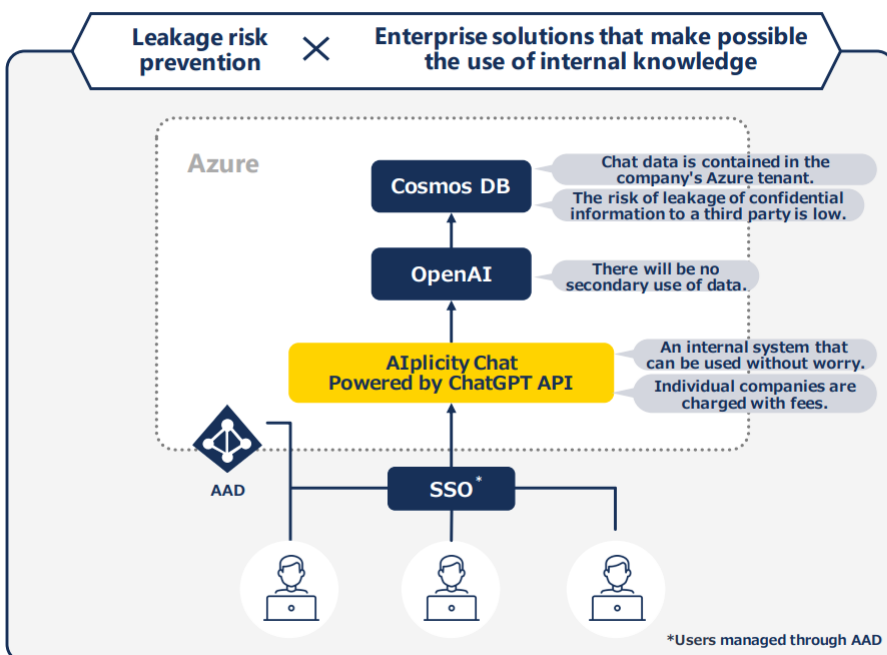 Leakage risk
prevention
×
Enterprise solutions that make possible
the use of internal knowledge
Azure
Cosmos DB
Chat data is contained in the
company's Azure tenant.
The risk of leakage of confidential
information to a third party is low.
OpenAI
There will be no
secondary use of data.
AIplicity Chat
Powered by ChatGPT API
An internal system that
can be used without worry.
Individual companies are
charged with fees.
AAD
SSO*
*Users managed through AAD